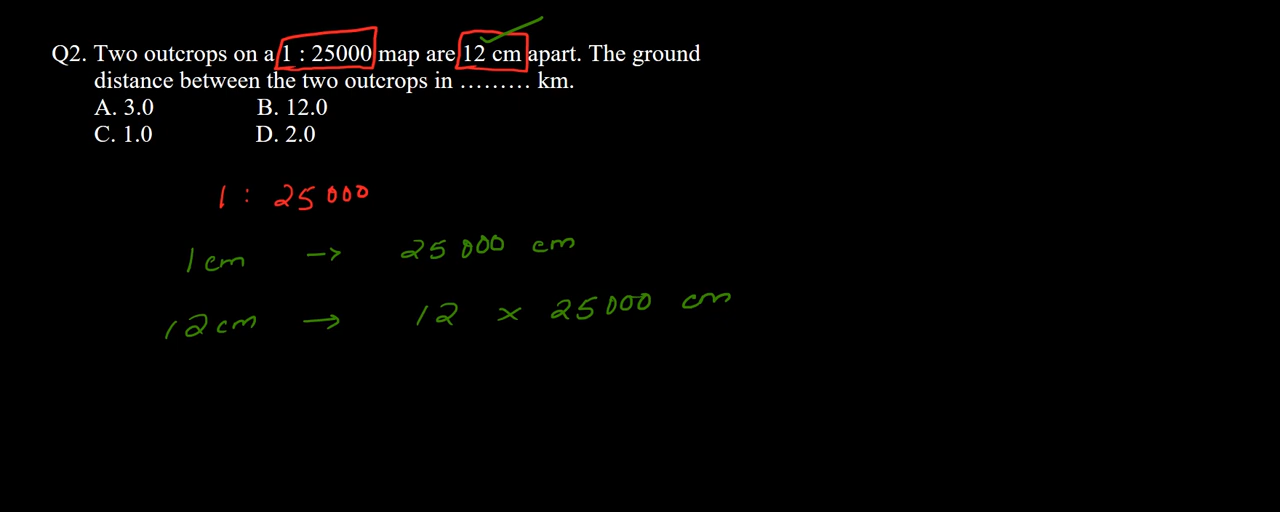 Q2. Two outcrops on a 1 : 25000 map are 12 cm apart. The ground
distance between the two outcrops in ……… km.
A. 3.0 B. 12.0
C. 1.0 D. 2.0
1 : 25000
1 cm → 25000 cm
12 cm → 12 × 25000 cm